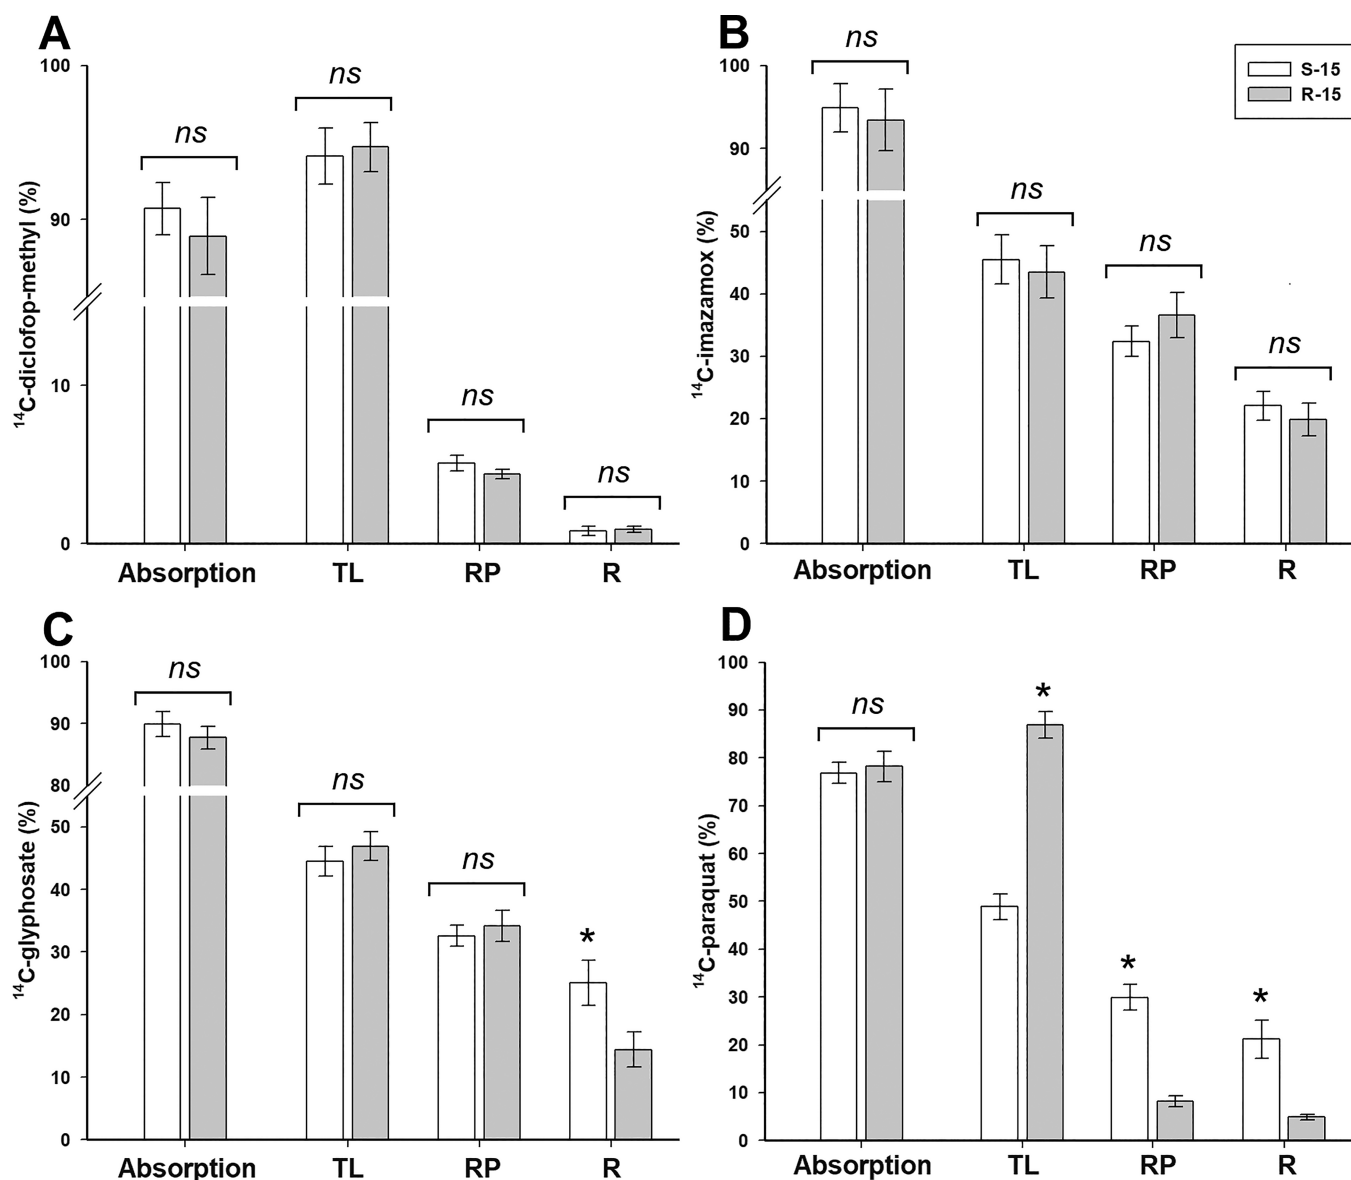 A
ns
ns
ns
ns
100
90
10
0
¹⁴C-diclofop-methyl (%)
Absorption TL RP R
B
ns
ns
ns
ns
S-15
R-15
100
90
50
40
30
20
10
0
¹⁴C-imazamox (%)
Absorption TL RP R
C
ns
ns
ns
*
100
90
80
50
40
30
20
10
0
¹⁴C-glyphosate (%)
Absorption TL RP R
D
ns
*
*
*
100
90
80
70
60
50
40
30
20
10
0
¹⁴C-paraquat (%)
Absorption TL RP R